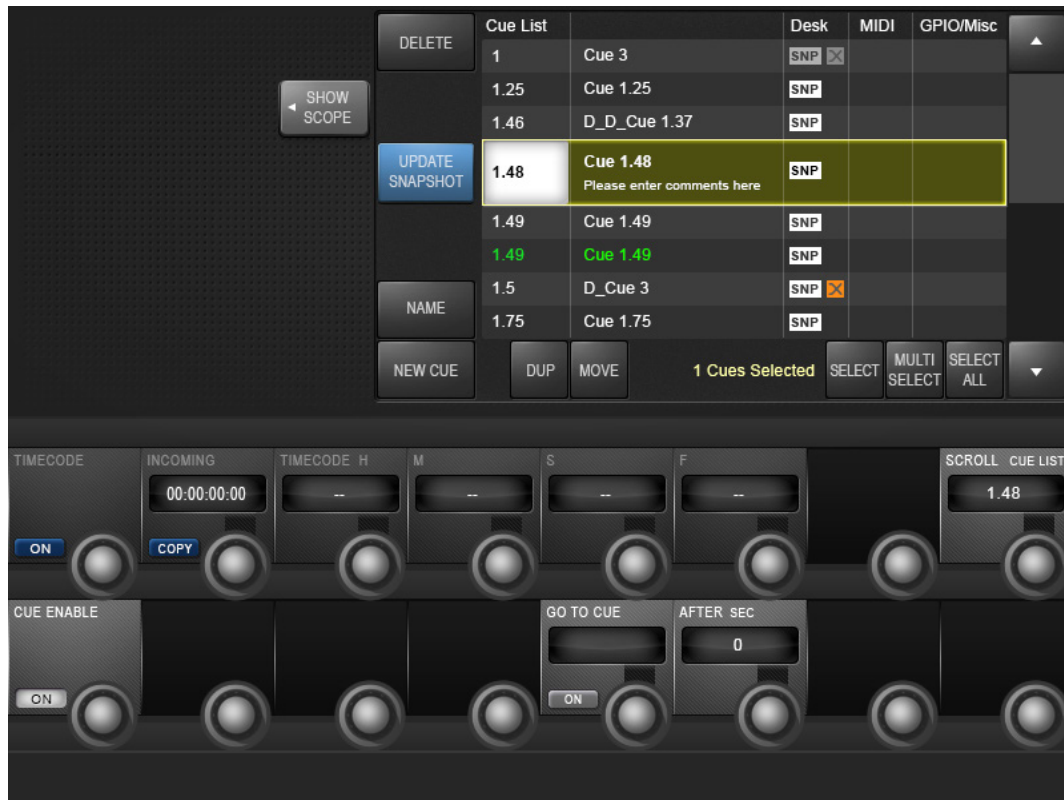 DELETE
SHOW
SCOPE
UPDATE
SNAPSHOT
NAME
NEW CUE
Cue List Desk MIDI GPIO/Misc
1 Cue 3 SNP
1.25 Cue 1.25 SNP
1.46 D_D_Cue 1.37 SNP
1.48 Cue 1.48 SNP
Please enter comments here
1.49 Cue 1.49 SNP
1.49 Cue 1.49 SNP
1.5 D_Cue 3 SNP
1.75 Cue 1.75 SNP
DUP MOVE 1 Cues Selected SELECT
MULTI
SELECT
SELECT
ALL
TIMECODE INCOMING TIMECODE H M S F SCROLL CUE LIST
00:00:00:00 -- -- -- -- 1.48
ON COPY
CUE ENABLE GO TO CUE AFTER SEC
0
ON ON